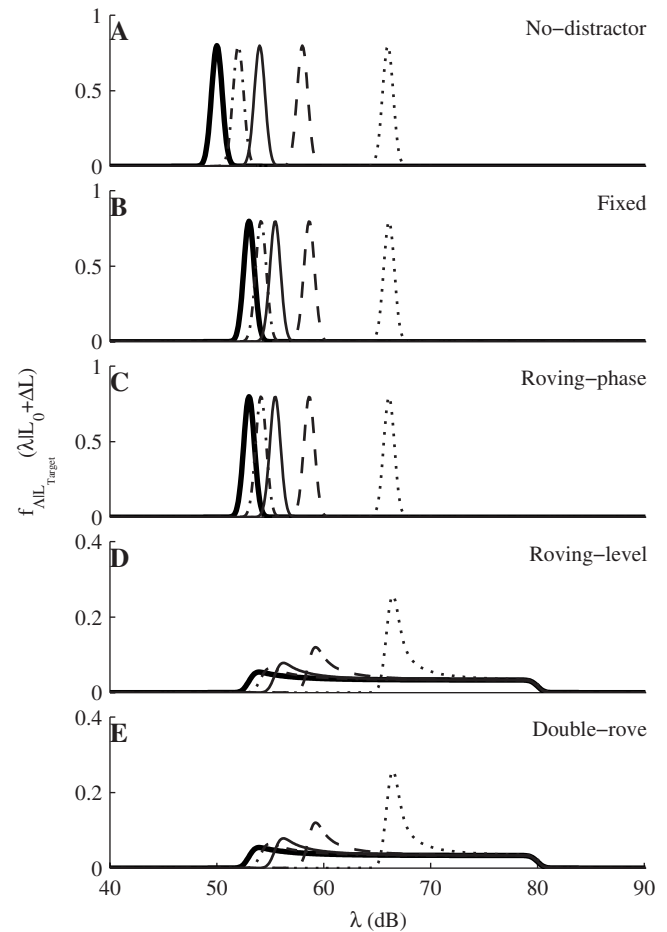 1
A
No−distractor
0.5
0
1
B
Fixed
0.5
0
1
C
Roving−phase
0.5
0
0.4
D
Roving−level
0.2
0
0.4
E
Double−rove
0.2
0
40 50 60 70 80 90
λ (dB)
f_Λ|L_Target (λ|L_0+ΔL)